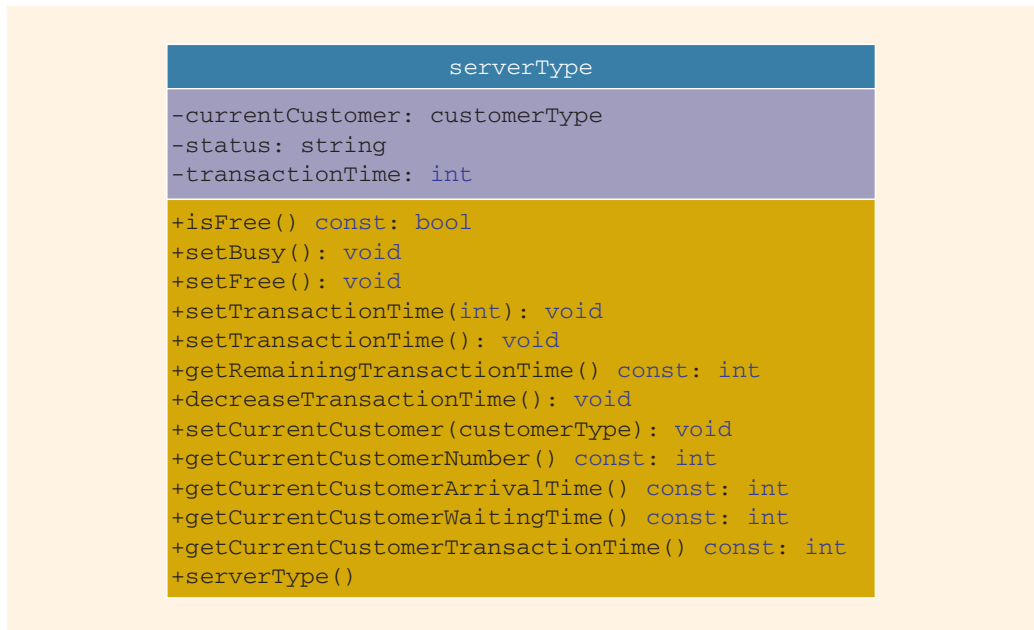 serverType
-currentCustomer: customerType
-status: string
-transactionTime: int
+isFree() const: bool
+setBusy(): void
+setFree(): void
+setTransactionTime(int): void
+setTransactionTime(): void
+getRemainingTransactionTime() const: int
+decreaseTransactionTime(): void
+setCurrentCustomer(customerType): void
+getCurrentCustomerNumber() const: int
+getCurrentCustomerArrivalTime() const: int
+getCurrentCustomerWaitingTime() const: int
+getCurrentCustomerTransactionTime() const: int
+serverType()